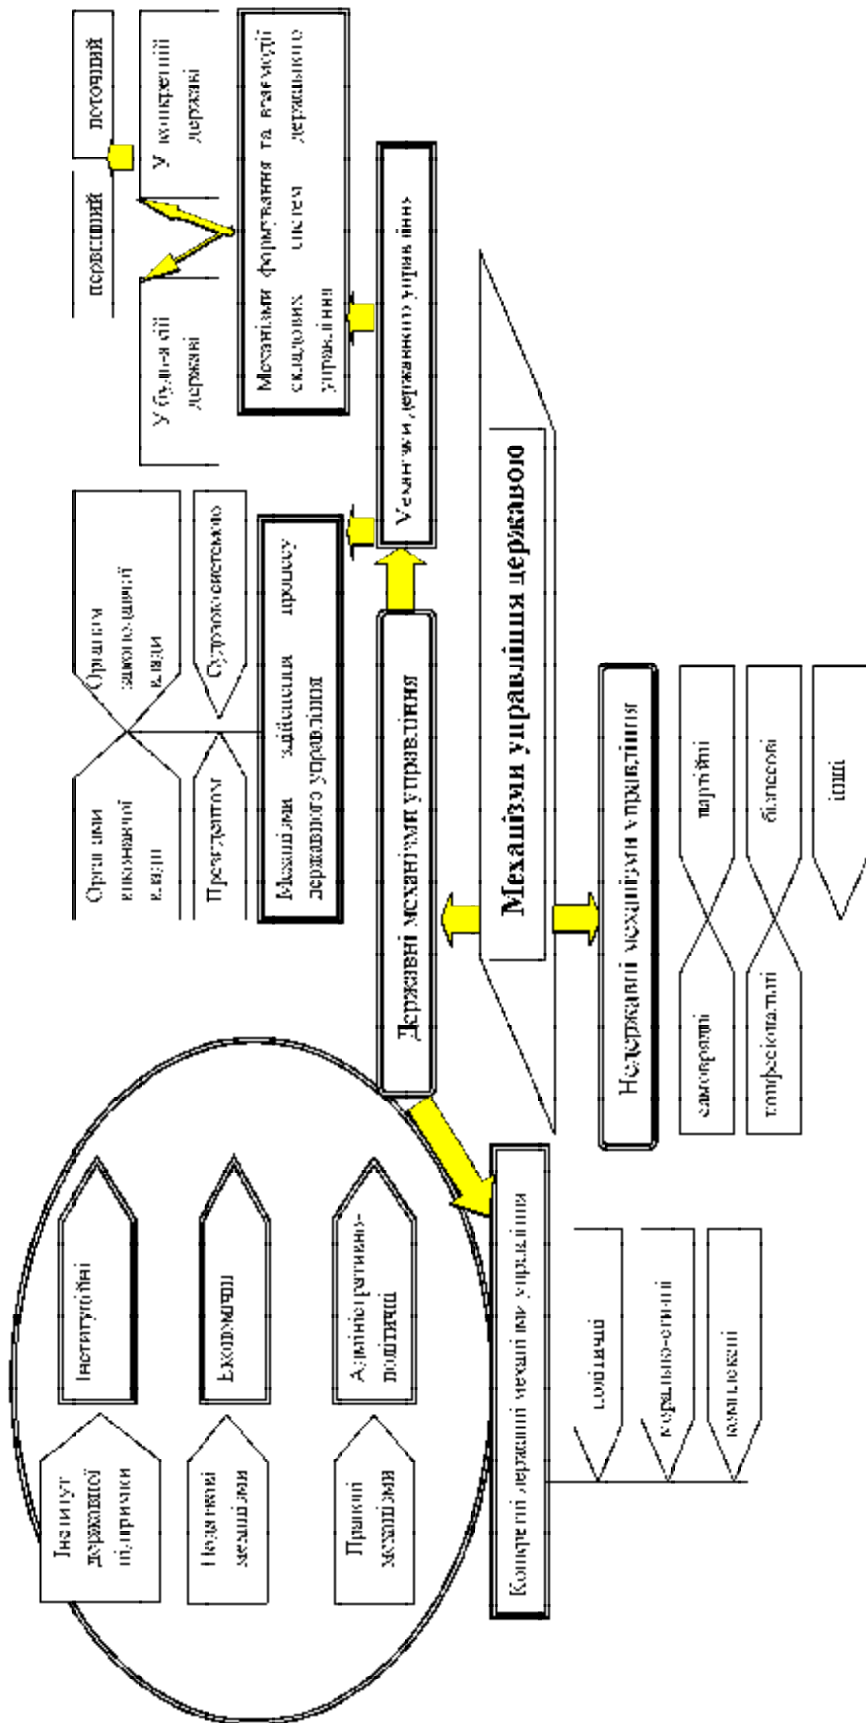 Інститут
державної
підтримки
Інституційні
Податкові
механізми
Економічні
Правові
механізми
Адміністративно-
політичні
Органами
виконавчої
влади
Органами
законодавчої
влади
Президентом
Судовою системою
Механізми здійснення процесу
державного управління
первинний
поточний
У будь-якій
державі
У конкретній
державі
Механізми формування та взаємодії
складових систем державного
управління
Державні механізми управління
Механізми державного управління
Механізми управління державою
Конкретні державні механізми управління
політичні
морально-етичні
комплексні
Недержавні механізми управління
самоврядні
партійні
конфесіональні
бізнесові
інші